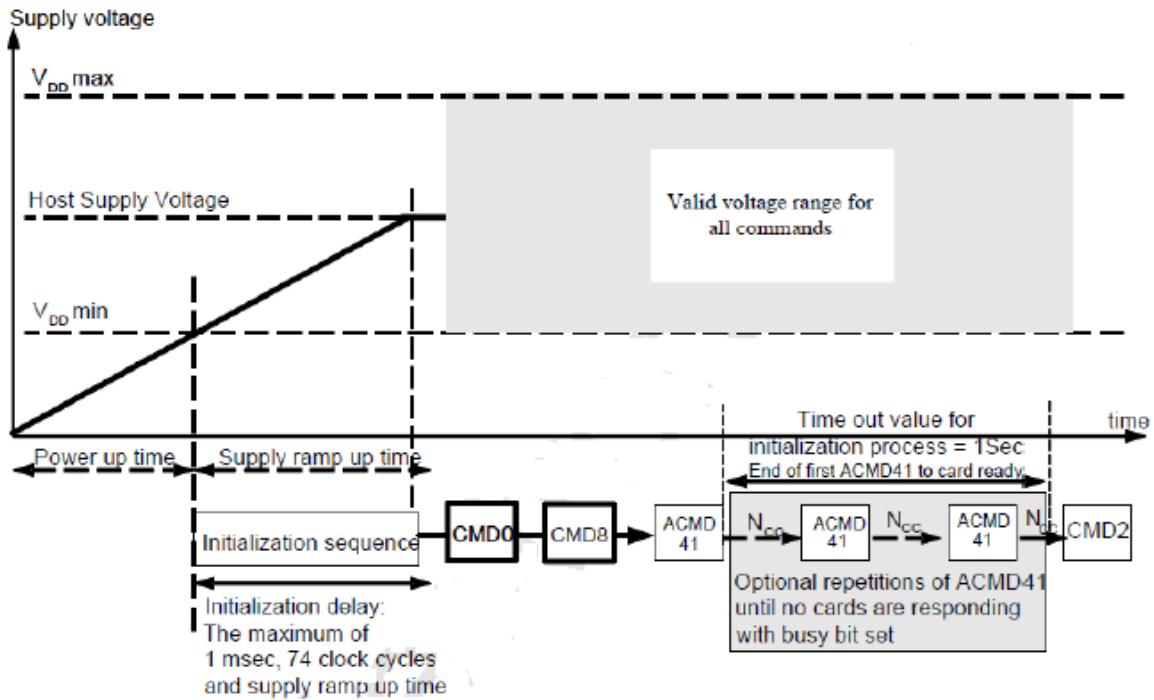 Supply voltage
V_DD max
Host Supply Voltage
Valid voltage range for
all commands
V_DD min
time
Power up time
Supply ramp up time
Time out value for
initialization process = 1Sec
End of first ACMD41 to card ready
Initialization sequence
CMD0
CMD8
ACMD
41
N_CC
ACMD
41
N_CC
ACMD
41
N_CC
CMD2
Optional repetitions of ACMD41
until no cards are responding
with busy bit set
Initialization delay:
The maximum of
1 msec, 74 clock cycles
and supply ramp up time